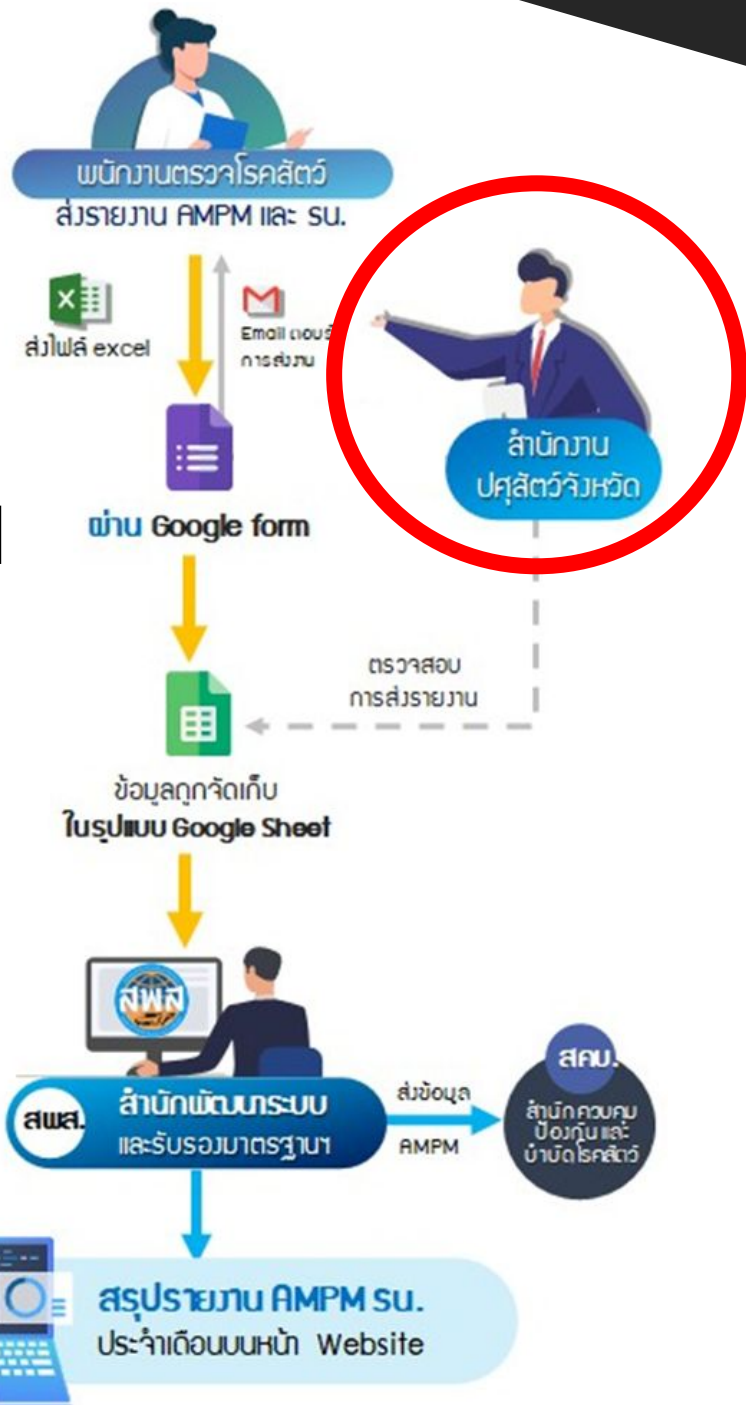 พนักงานตรวจโรคสัตว์
ส่งรายงาน AMPM และ รน.
ส่งไฟล์ excel
Email ตอบรั
การส่งงาน
สำนักงาน
ปศุสัตว์จังหวัด
ผ่าน Google form
ตรวจสอบ
การส่งรายงาน
ข้อมูลถูกจัดเก็บ
ในรูปแบบ Google Sheet
สพส
สพส.
สำนักพัฒนาระบบ
และรับรองมาตรฐานฯ
ส่งข้อมูล
AMPM
สคบ.
สำนักควบคุม
ป้องกันและ
บำบัดโรคสัตว์
สรุปรายงาน AMPM รน.
ประจำเดือนบนหน้า Website